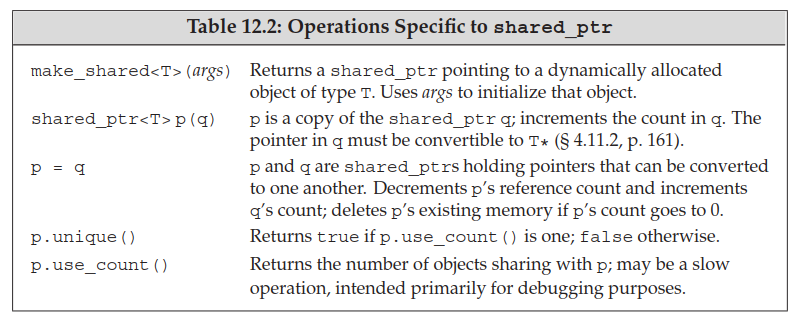 Table 12.2: Operations Specific to shared_ptr
make_shared<T>(args) Returns a shared_ptr pointing to a dynamically allocated
object of type T. Uses args to initialize that object.
shared_ptr<T>p(q) p is a copy of the shared_ptr q; increments the count in q. The
pointer in q must be convertible to T* (§ 4.11.2, p. 161).
p = q p and q are shared_ptrs holding pointers that can be converted
to one another. Decrements p's reference count and increments
q's count; deletes p's existing memory if p's count goes to 0.
p.unique() Returns true if p.use_count() is one; false otherwise.
p.use_count() Returns the number of objects sharing with p; may be a slow
operation, intended primarily for debugging purposes.